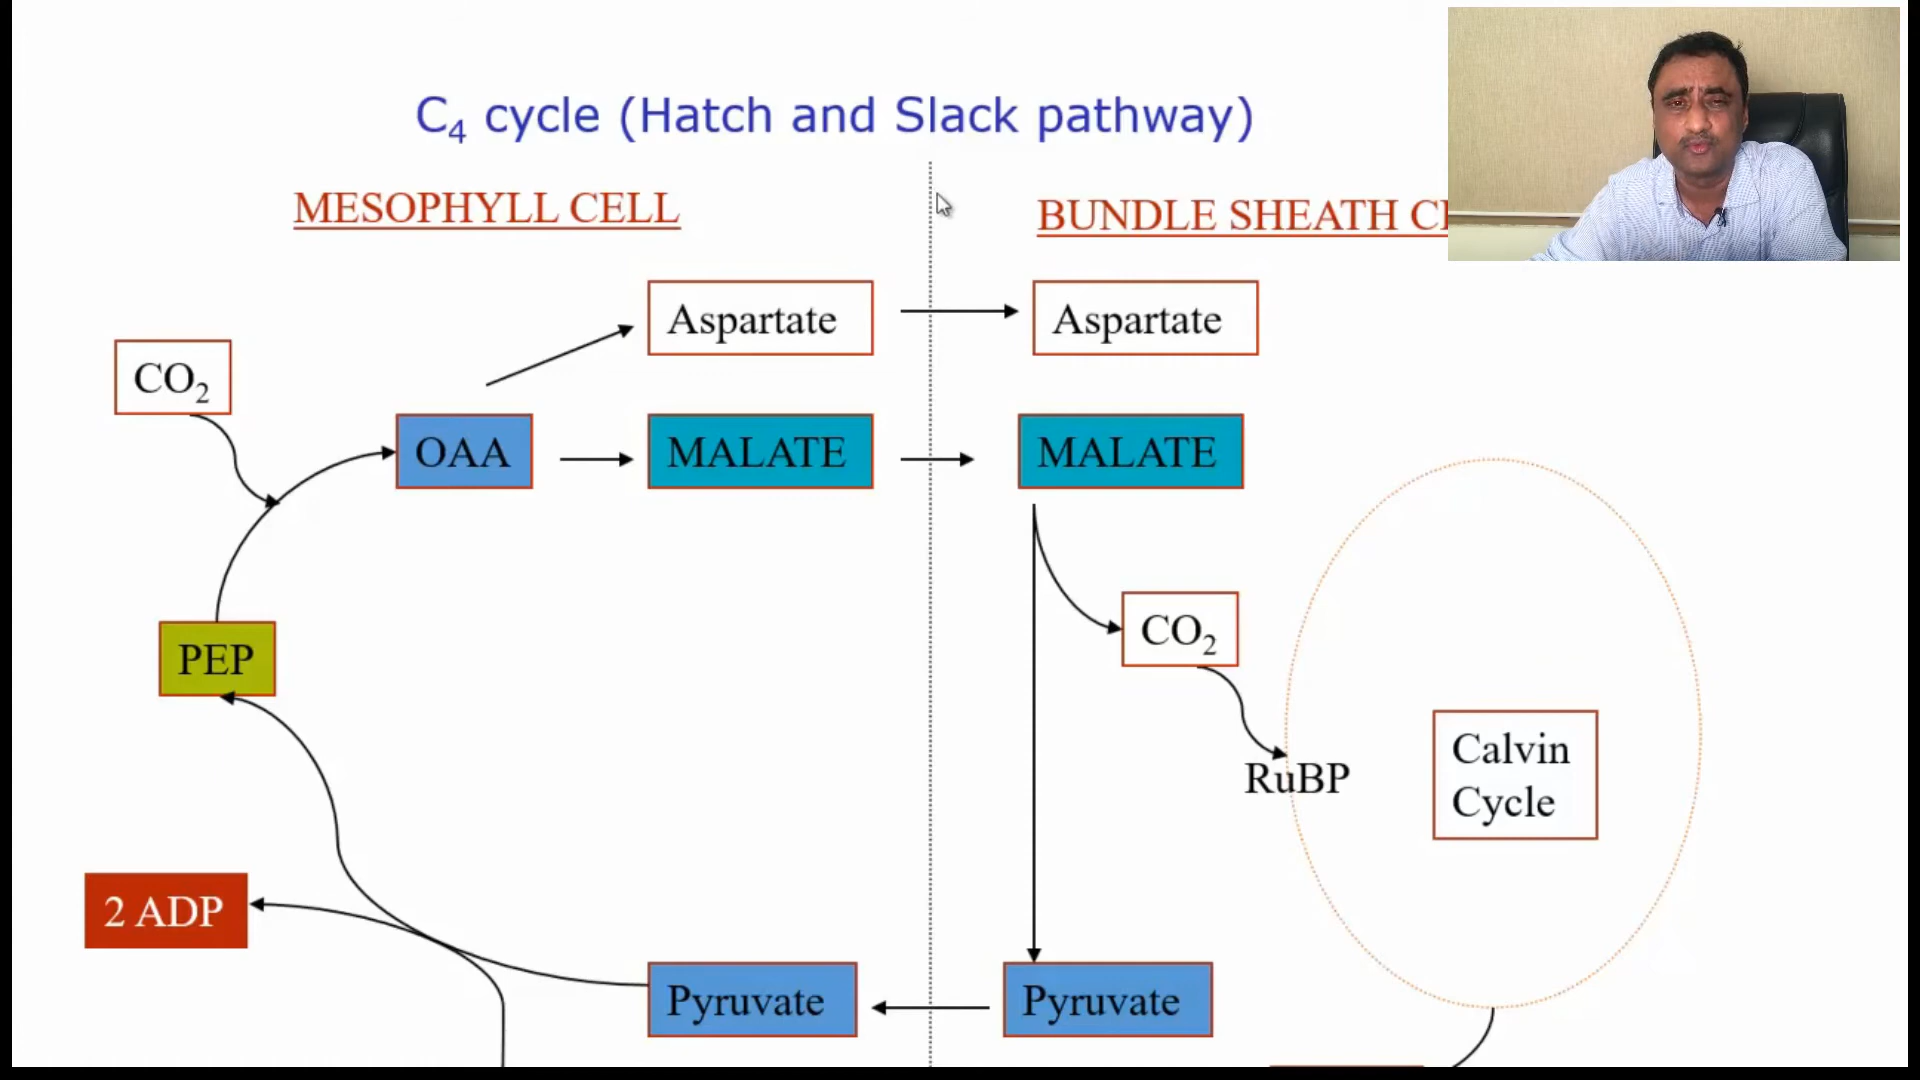 C₄ cycle (Hatch and Slack pathway)
MESOPHYLL CELL
BUNDLE SHEATH
Aspartate
Aspartate
CO₂
OAA
MALATE
MALATE
CO₂
PEP
RuBP
Calvin
Cycle
2 ADP
Pyruvate
Pyruvate